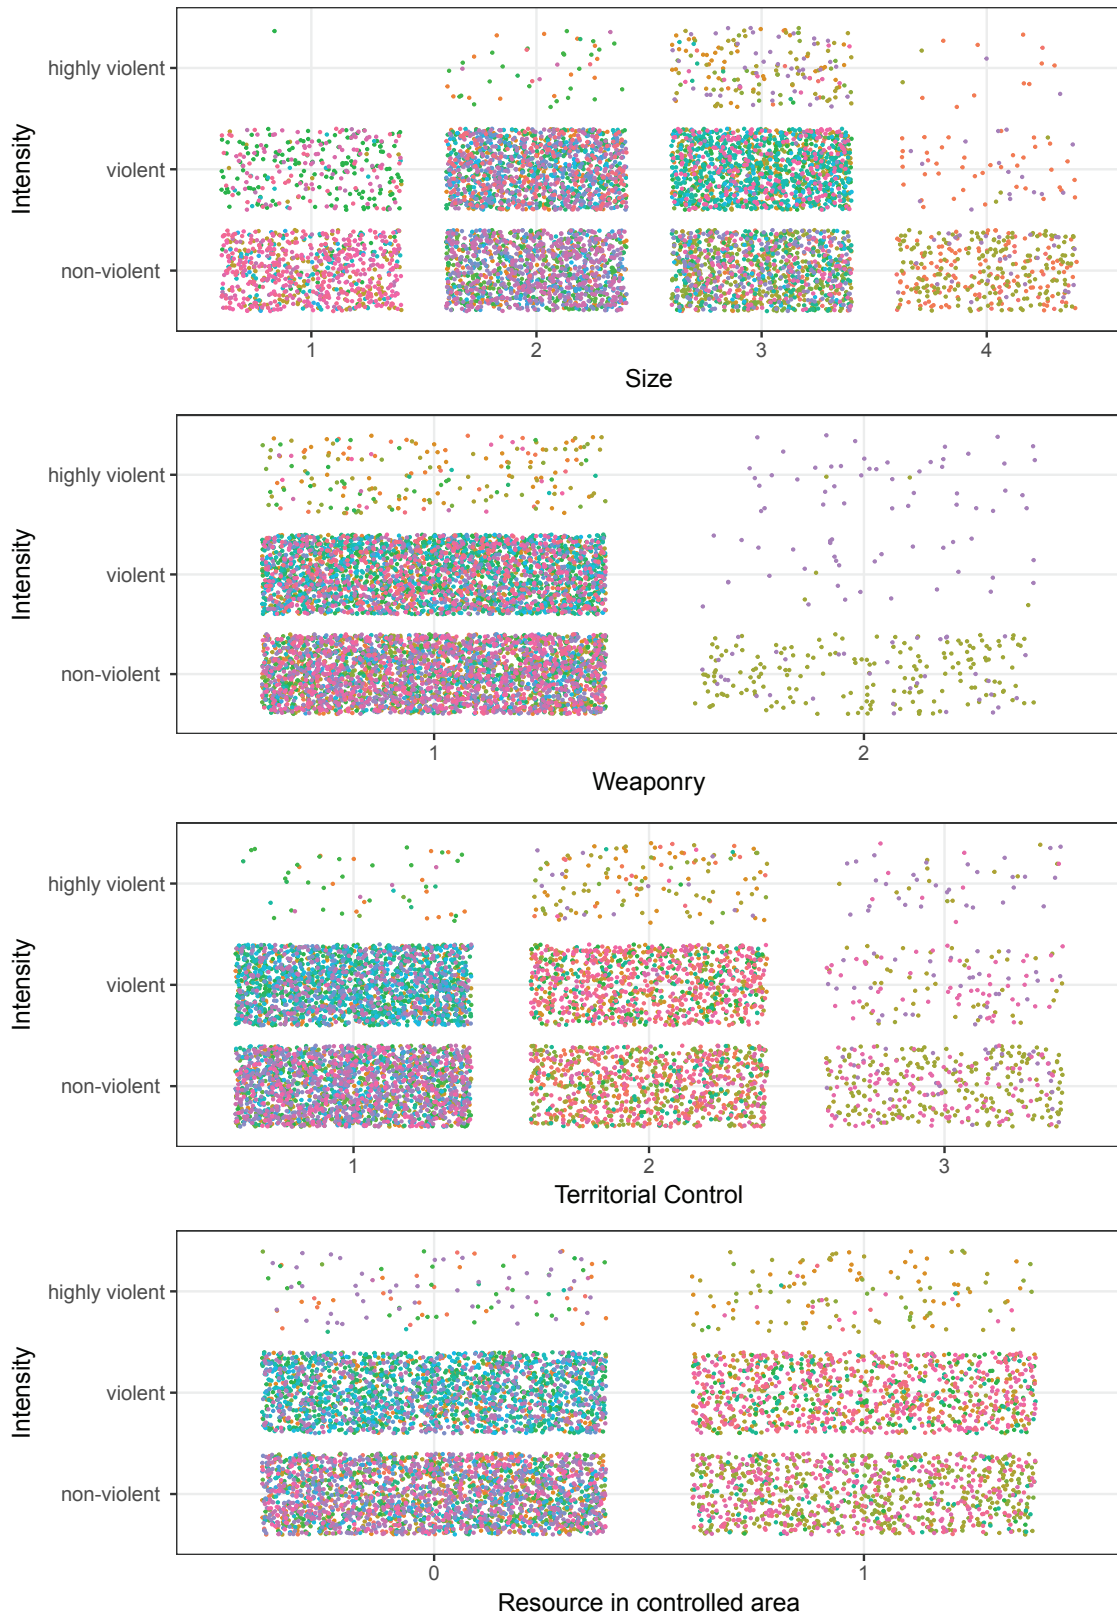 highly violent
violent
non-violent
Intensity
1 2 3 4
Size
highly violent
violent
non-violent
Intensity
1 2
Weaponry
highly violent
violent
non-violent
Intensity
1 2 3
Territorial Control
highly violent
violent
non-violent
Intensity
0 1
Resource in controlled area